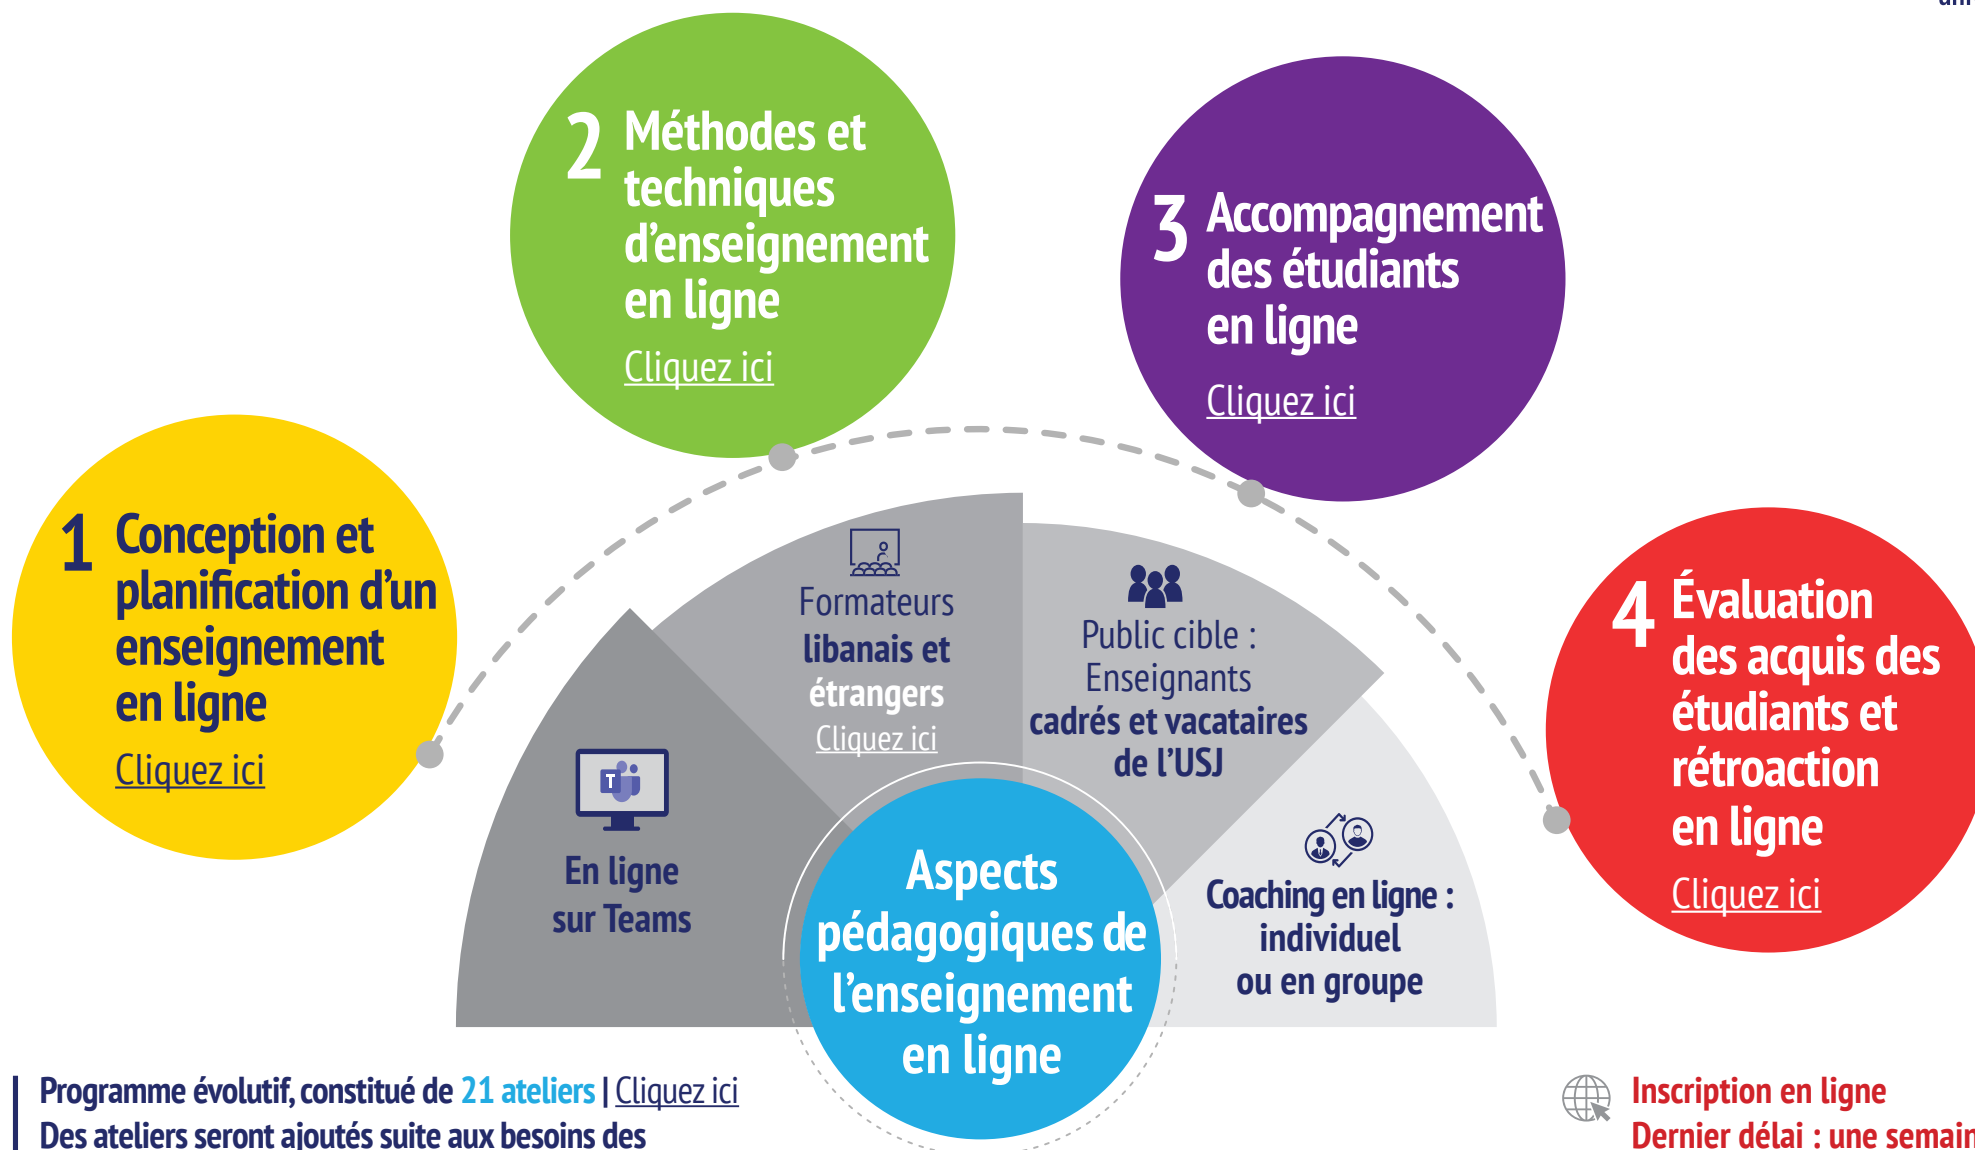 1 Conception et
planification d'un
enseignement
en ligne
Cliquez ici
2 Méthodes et
techniques
d'enseignement
en ligne
Cliquez ici
3 Accompagnement
des étudiants
en ligne
Cliquez ici
4 Évaluation
des acquis des
étudiants et
rétroaction
en ligne
Cliquez ici
T
En ligne
sur Teams
Formateurs
libanais et
étrangers
Cliquez ici
Public cible :
Enseignants
cadrés et vacataires
de l'USJ
Coaching en ligne :
individuel
ou en groupe
Aspects
pédagogiques de
l'enseignement
en ligne
Programme évolutif, constitué de 21 ateliers | Cliquez ici
Des ateliers seront ajoutés suite aux besoins des
Inscription en ligne
Dernier délai : une